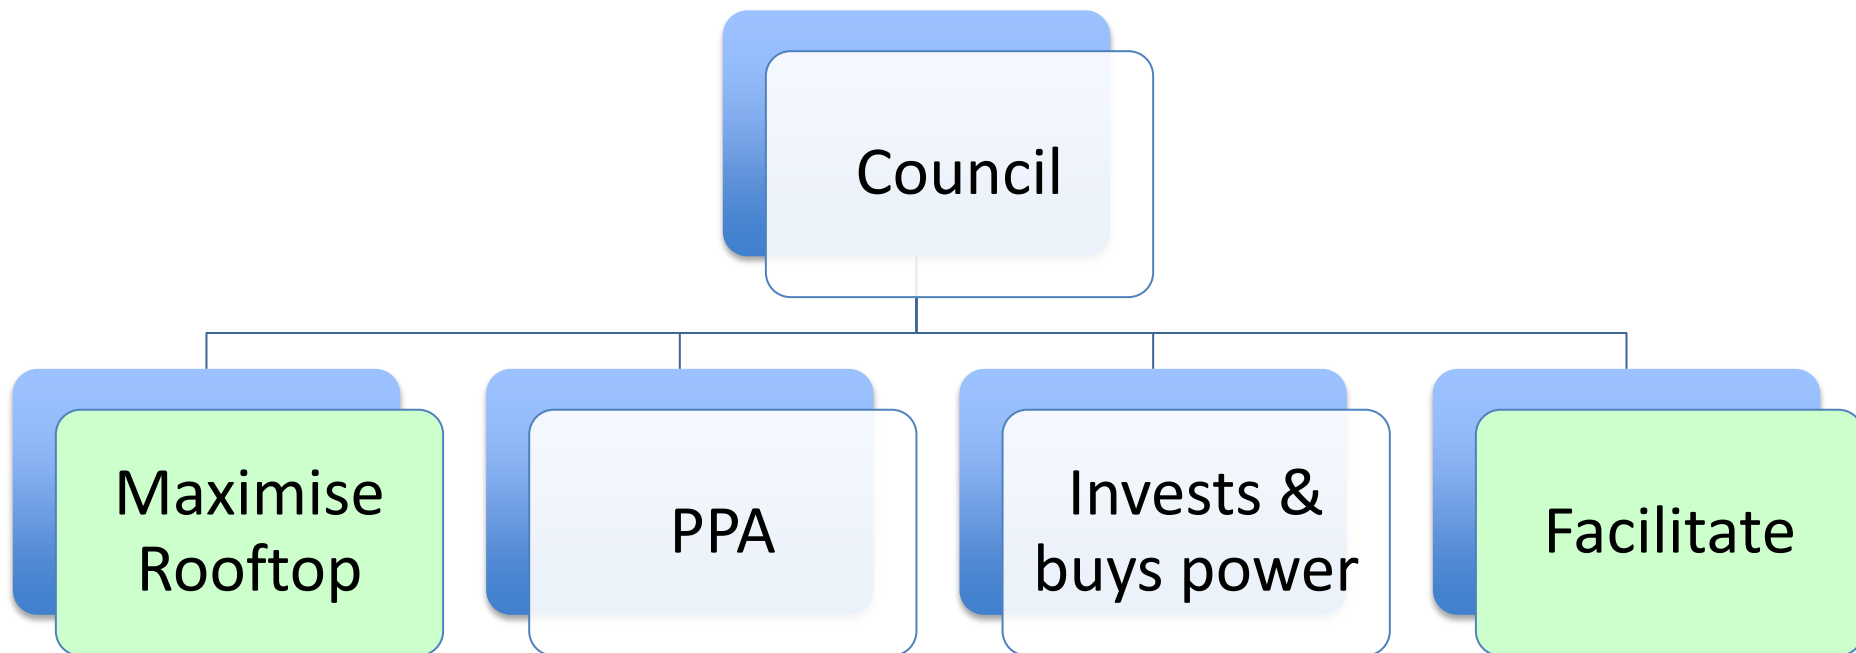 Council
Maximise
Rooftop
PPA
Invests &
buys power
Facilitate